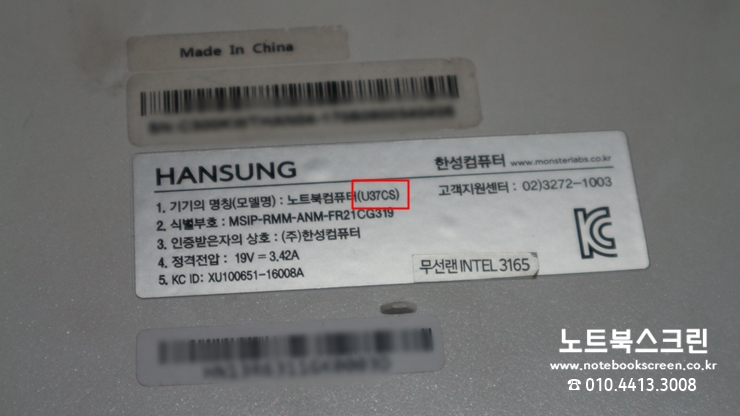 Made In China
HANSUNG
한성컴퓨터 www.monsterlabs.co.kr
1. 기기의 명칭(모델명) : 노트북컴퓨터(U37CS)
고객지원센터 : 02)3272-1003
2. 식별부호 : MSIP-RMM-ANM-FR21CG319
3. 인증받은자의 상호 : (주)한성컴퓨터
4. 정격전압 : 19V = 3.42A
5. KC ID: XU100651-16008A
무선랜 INTEL 3165
노트북스크린
www.notebookscreen.co.kr
☎ 010.4413.3008